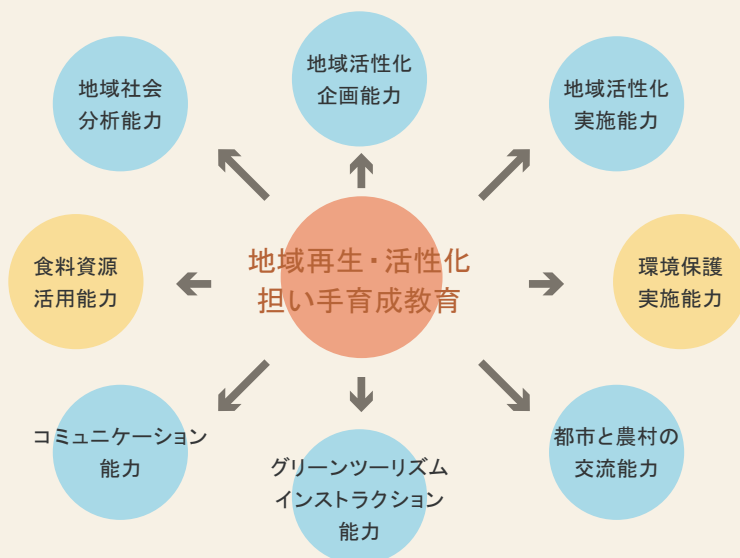 地域活性化
企画能力
地域社会
分析能力
地域活性化
実施能力
食料資源
活用能力
地域再生・活性化
担い手育成教育
環境保護
実施能力
コミュニケーション
能力
グリーンツーリズム
インストラクション
能力
都市と農村の
交流能力